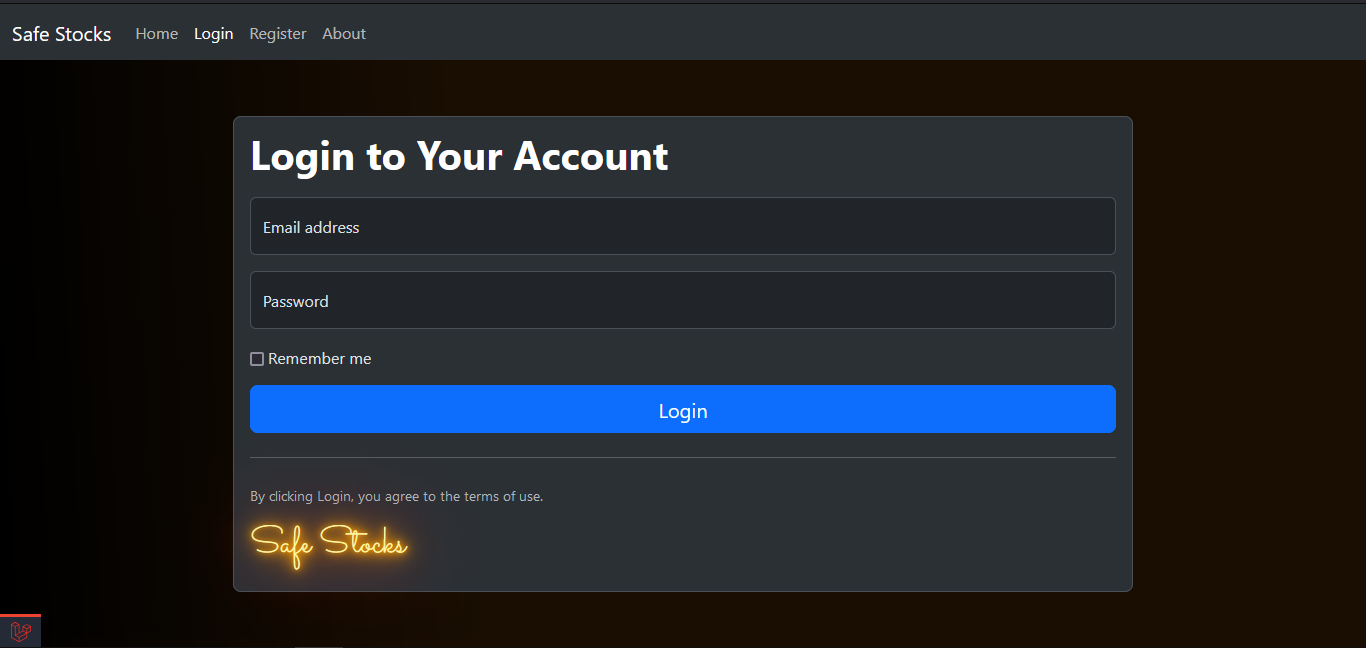 Safe Stocks Home Login Register About
Login to Your Account
Email address
Password
Remember me
Login
By clicking Login, you agree to the terms of use.
Safe Stocks